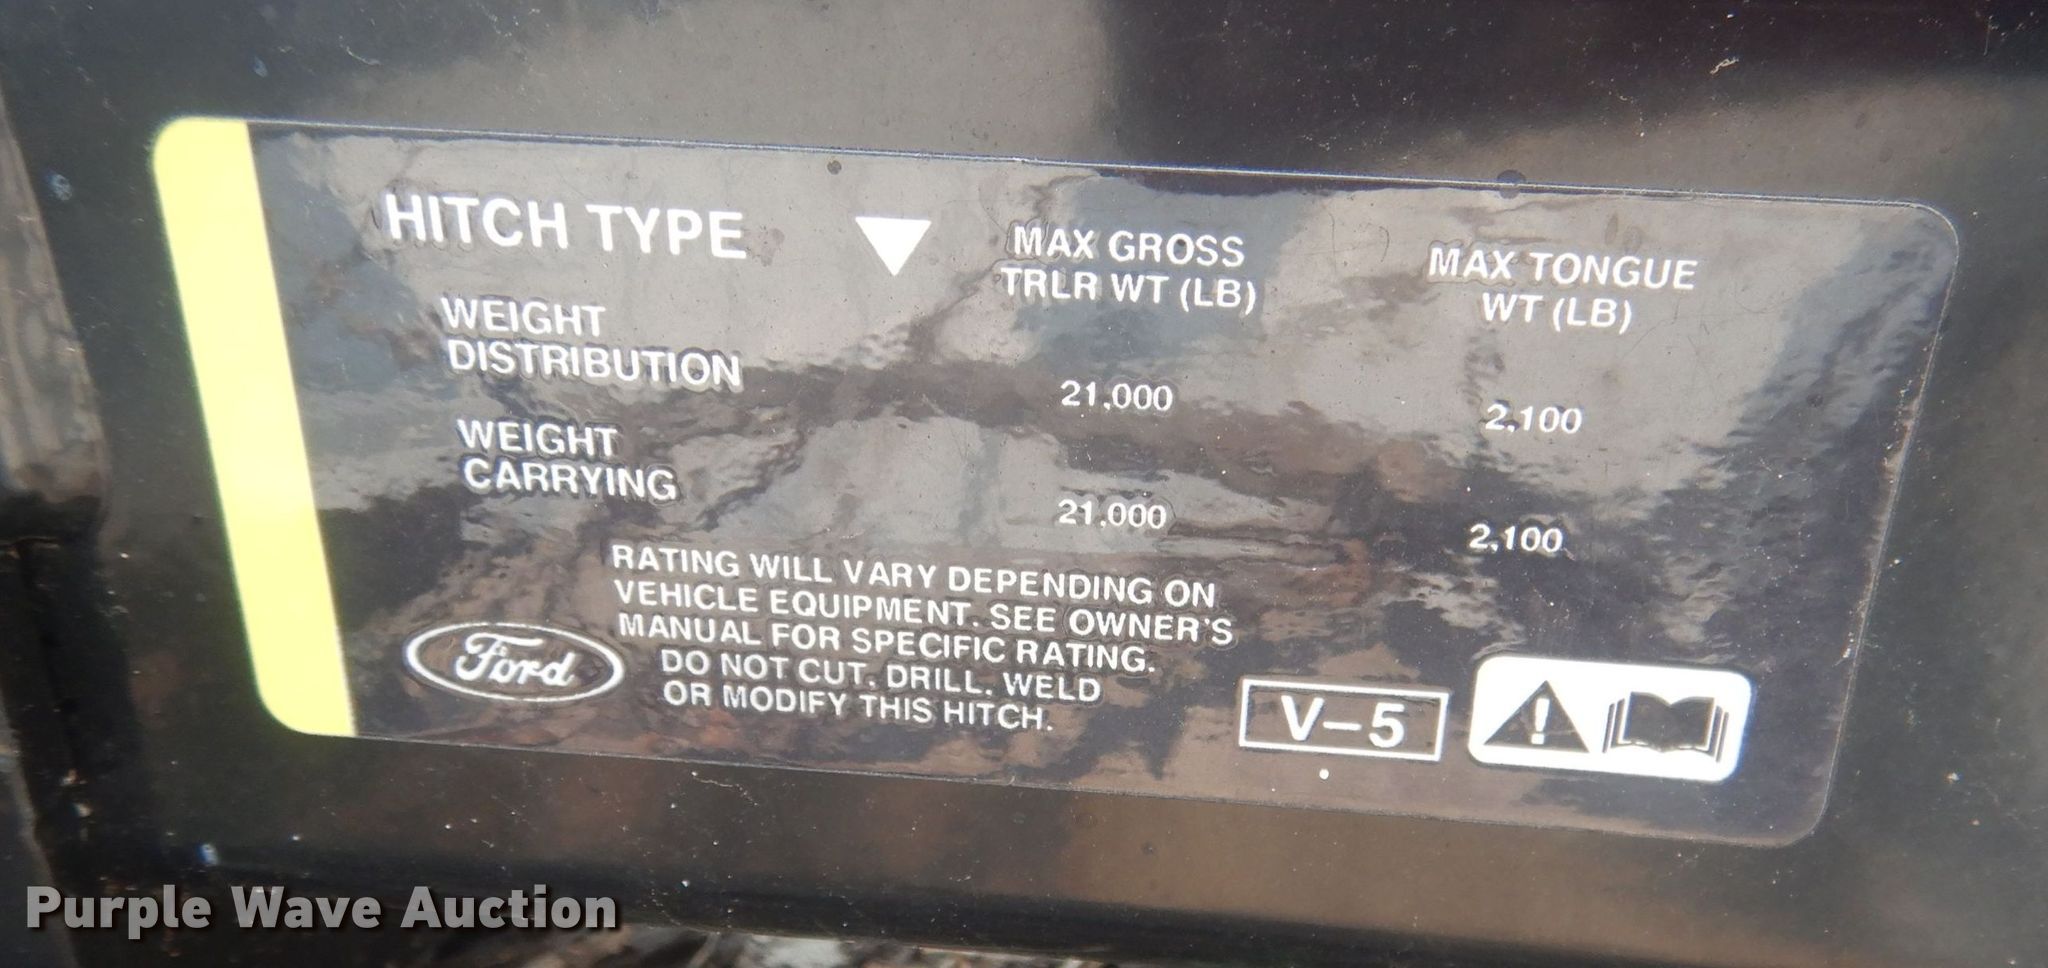 HITCH TYPE
MAX GROSS
TRLR WT (LB)
MAX TONGUE
WT (LB)
WEIGHT
DISTRIBUTION
21,000
2,100
WEIGHT
CARRYING
21,000
2,100
RATING WILL VARY DEPENDING ON
VEHICLE EQUIPMENT. SEE OWNER'S
MANUAL FOR SPECIFIC RATING.
DO NOT CUT, DRILL, WELD
OR MODIFY THIS HITCH.
Ford
V-5
!
Purple Wave Auction